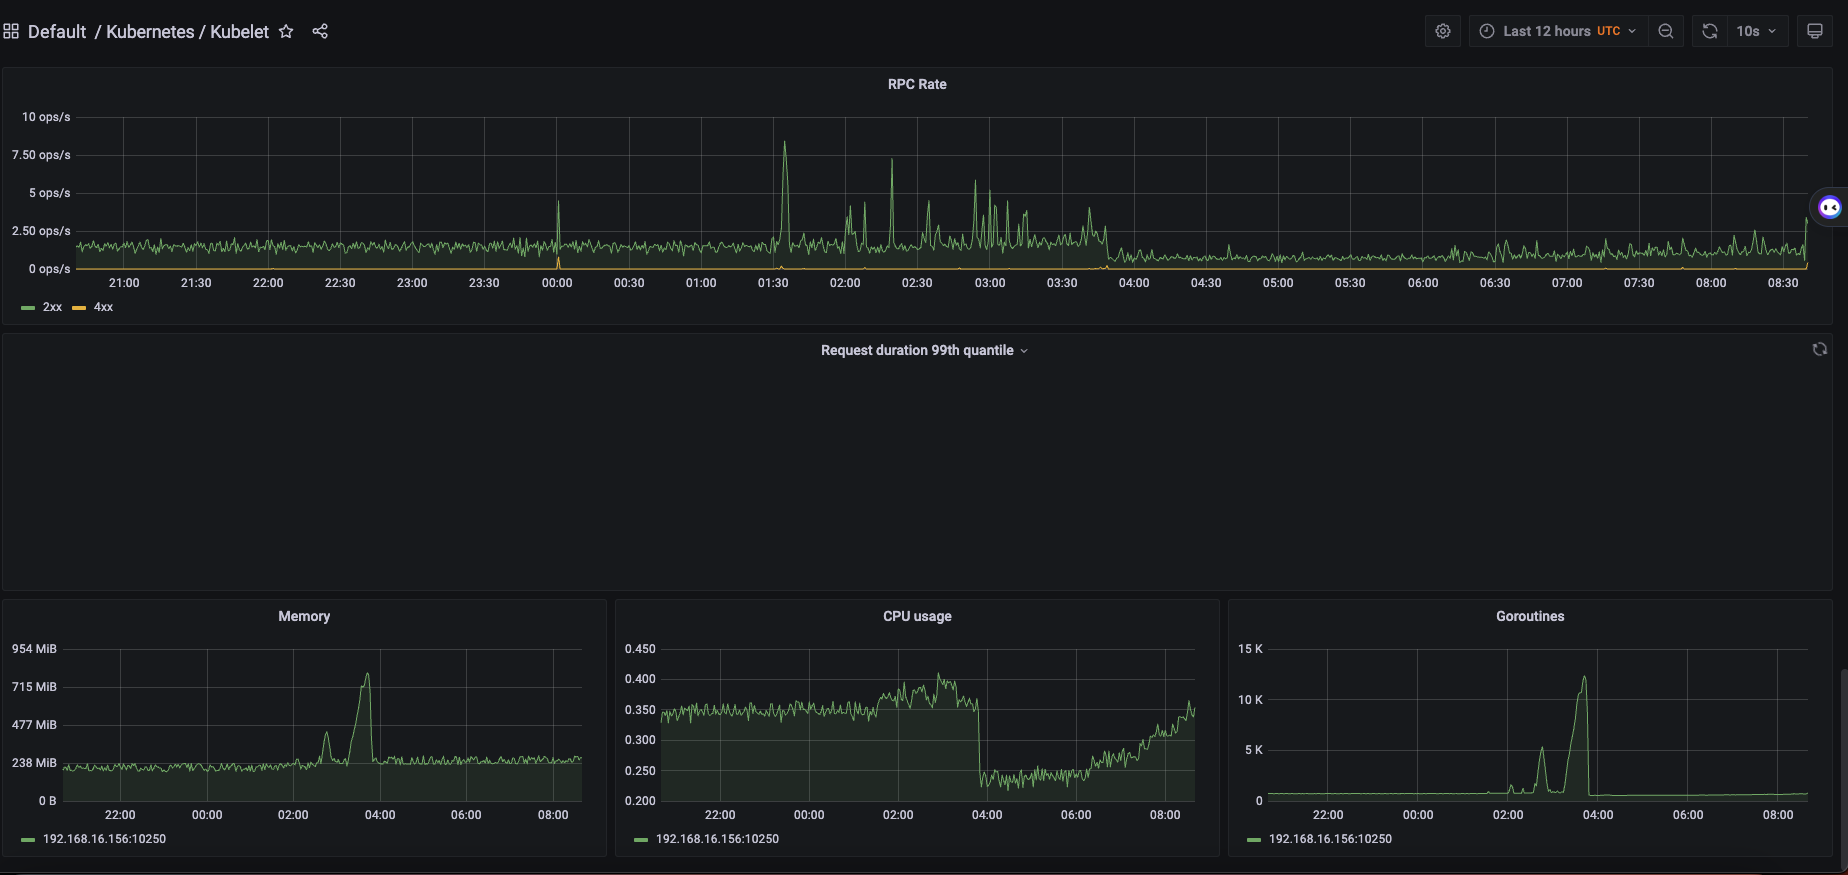 Default / Kubernetes / Kubelet
Last 12 hours UTC
10s
RPC Rate
10 ops/s
7.50 ops/s
5 ops/s
2.50 ops/s
0 ops/s
21:00 21:30 22:00 22:30 23:00 23:30 00:00 00:30 01:00 01:30 02:00 02:30 03:00 03:30 04:00 04:30 05:00 05:30 06:00 06:30 07:00 07:30 08:00 08:30
2xx 4xx
Request duration 99th quantile
Memory
954 MiB
715 MiB
477 MiB
238 MiB
0 B
22:00 00:00 02:00 04:00 06:00 08:00
192.168.16.156:10250
CPU usage
0.450
0.400
0.350
0.300
0.250
0.200
22:00 00:00 02:00 04:00 06:00 08:00
192.168.16.156:10250
Goroutines
15 K
10 K
5 K
0
22:00 00:00 02:00 04:00 06:00 08:00
192.168.16.156:10250